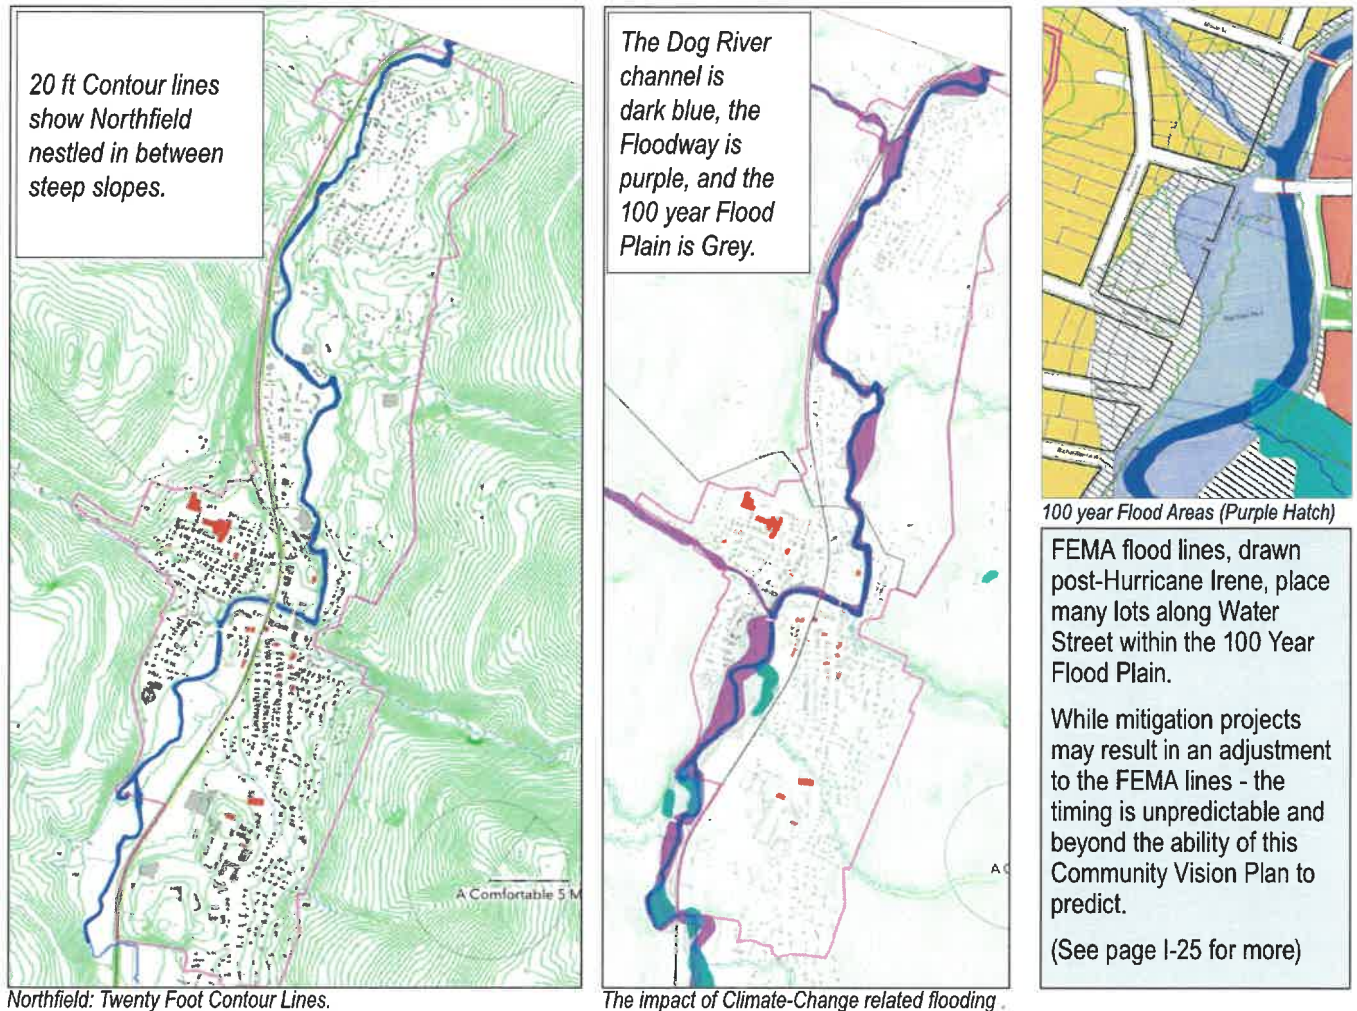 20 ft Contour lines
show Northfield
nestled in between
steep slopes.
A Comfortable 5 M
Northfield: Twenty Foot Contour Lines.
The Dog River
channel is
dark blue, the
Floodway is
purple, and the
100 year Flood
Plain is Grey.
A C
The impact of Climate-Change related flooding .
100 year Flood Areas (Purple Hatch)
FEMA flood lines, drawn
post-Hurricane Irene, place
many lots along Water
Street within the 100 Year
Flood Plain.
While mitigation projects
may result in an adjustment
to the FEMA lines - the
timing is unpredictable and
beyond the ability of this
Community Vision Plan to
predict.
(See page I-25 for more)